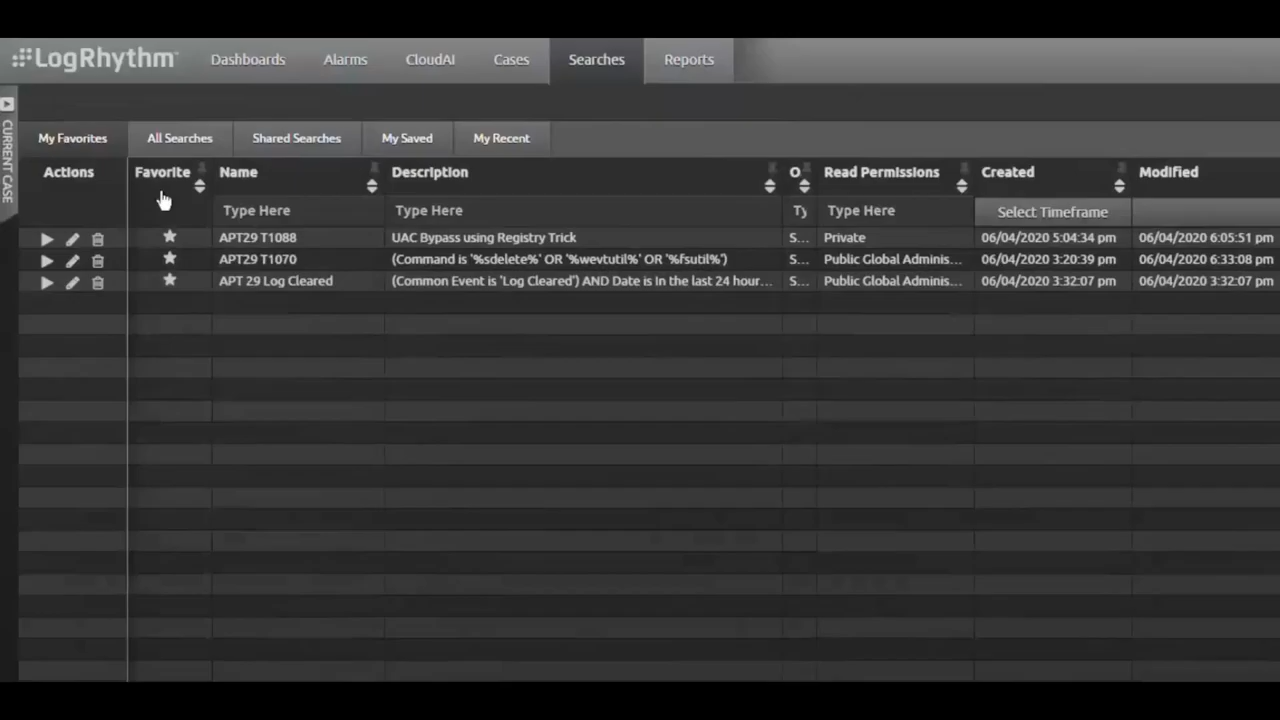 LogRhythm Dashboards Alarms CloudAI Cases Searches Reports
CURRENT CASE
My Favorites All Searches Shared Searches My Saved My Recent
Actions Favorite Name Description O Read Permissions Created Modified
Type Here Type Here Ty Type Here Select Timeframe
APT29 T1088 UAC Bypass using Registry Trick S... Private 06/04/2020 5:04:34 pm 06/04/2020 6:05:51 pm
APT29 T1070 (Command is '%sdelete%' OR '%wevtutil%' OR '%fsutil%') S... Public Global Adminis... 06/04/2020 3:20:39 pm 06/04/2020 6:33:08 pm
APT 29 Log Cleared (Common Event is 'Log Cleared') AND Date is In the last 24 hour... S... Public Global Adminis... 06/04/2020 3:32:07 pm 06/04/2020 3:32:07 pm